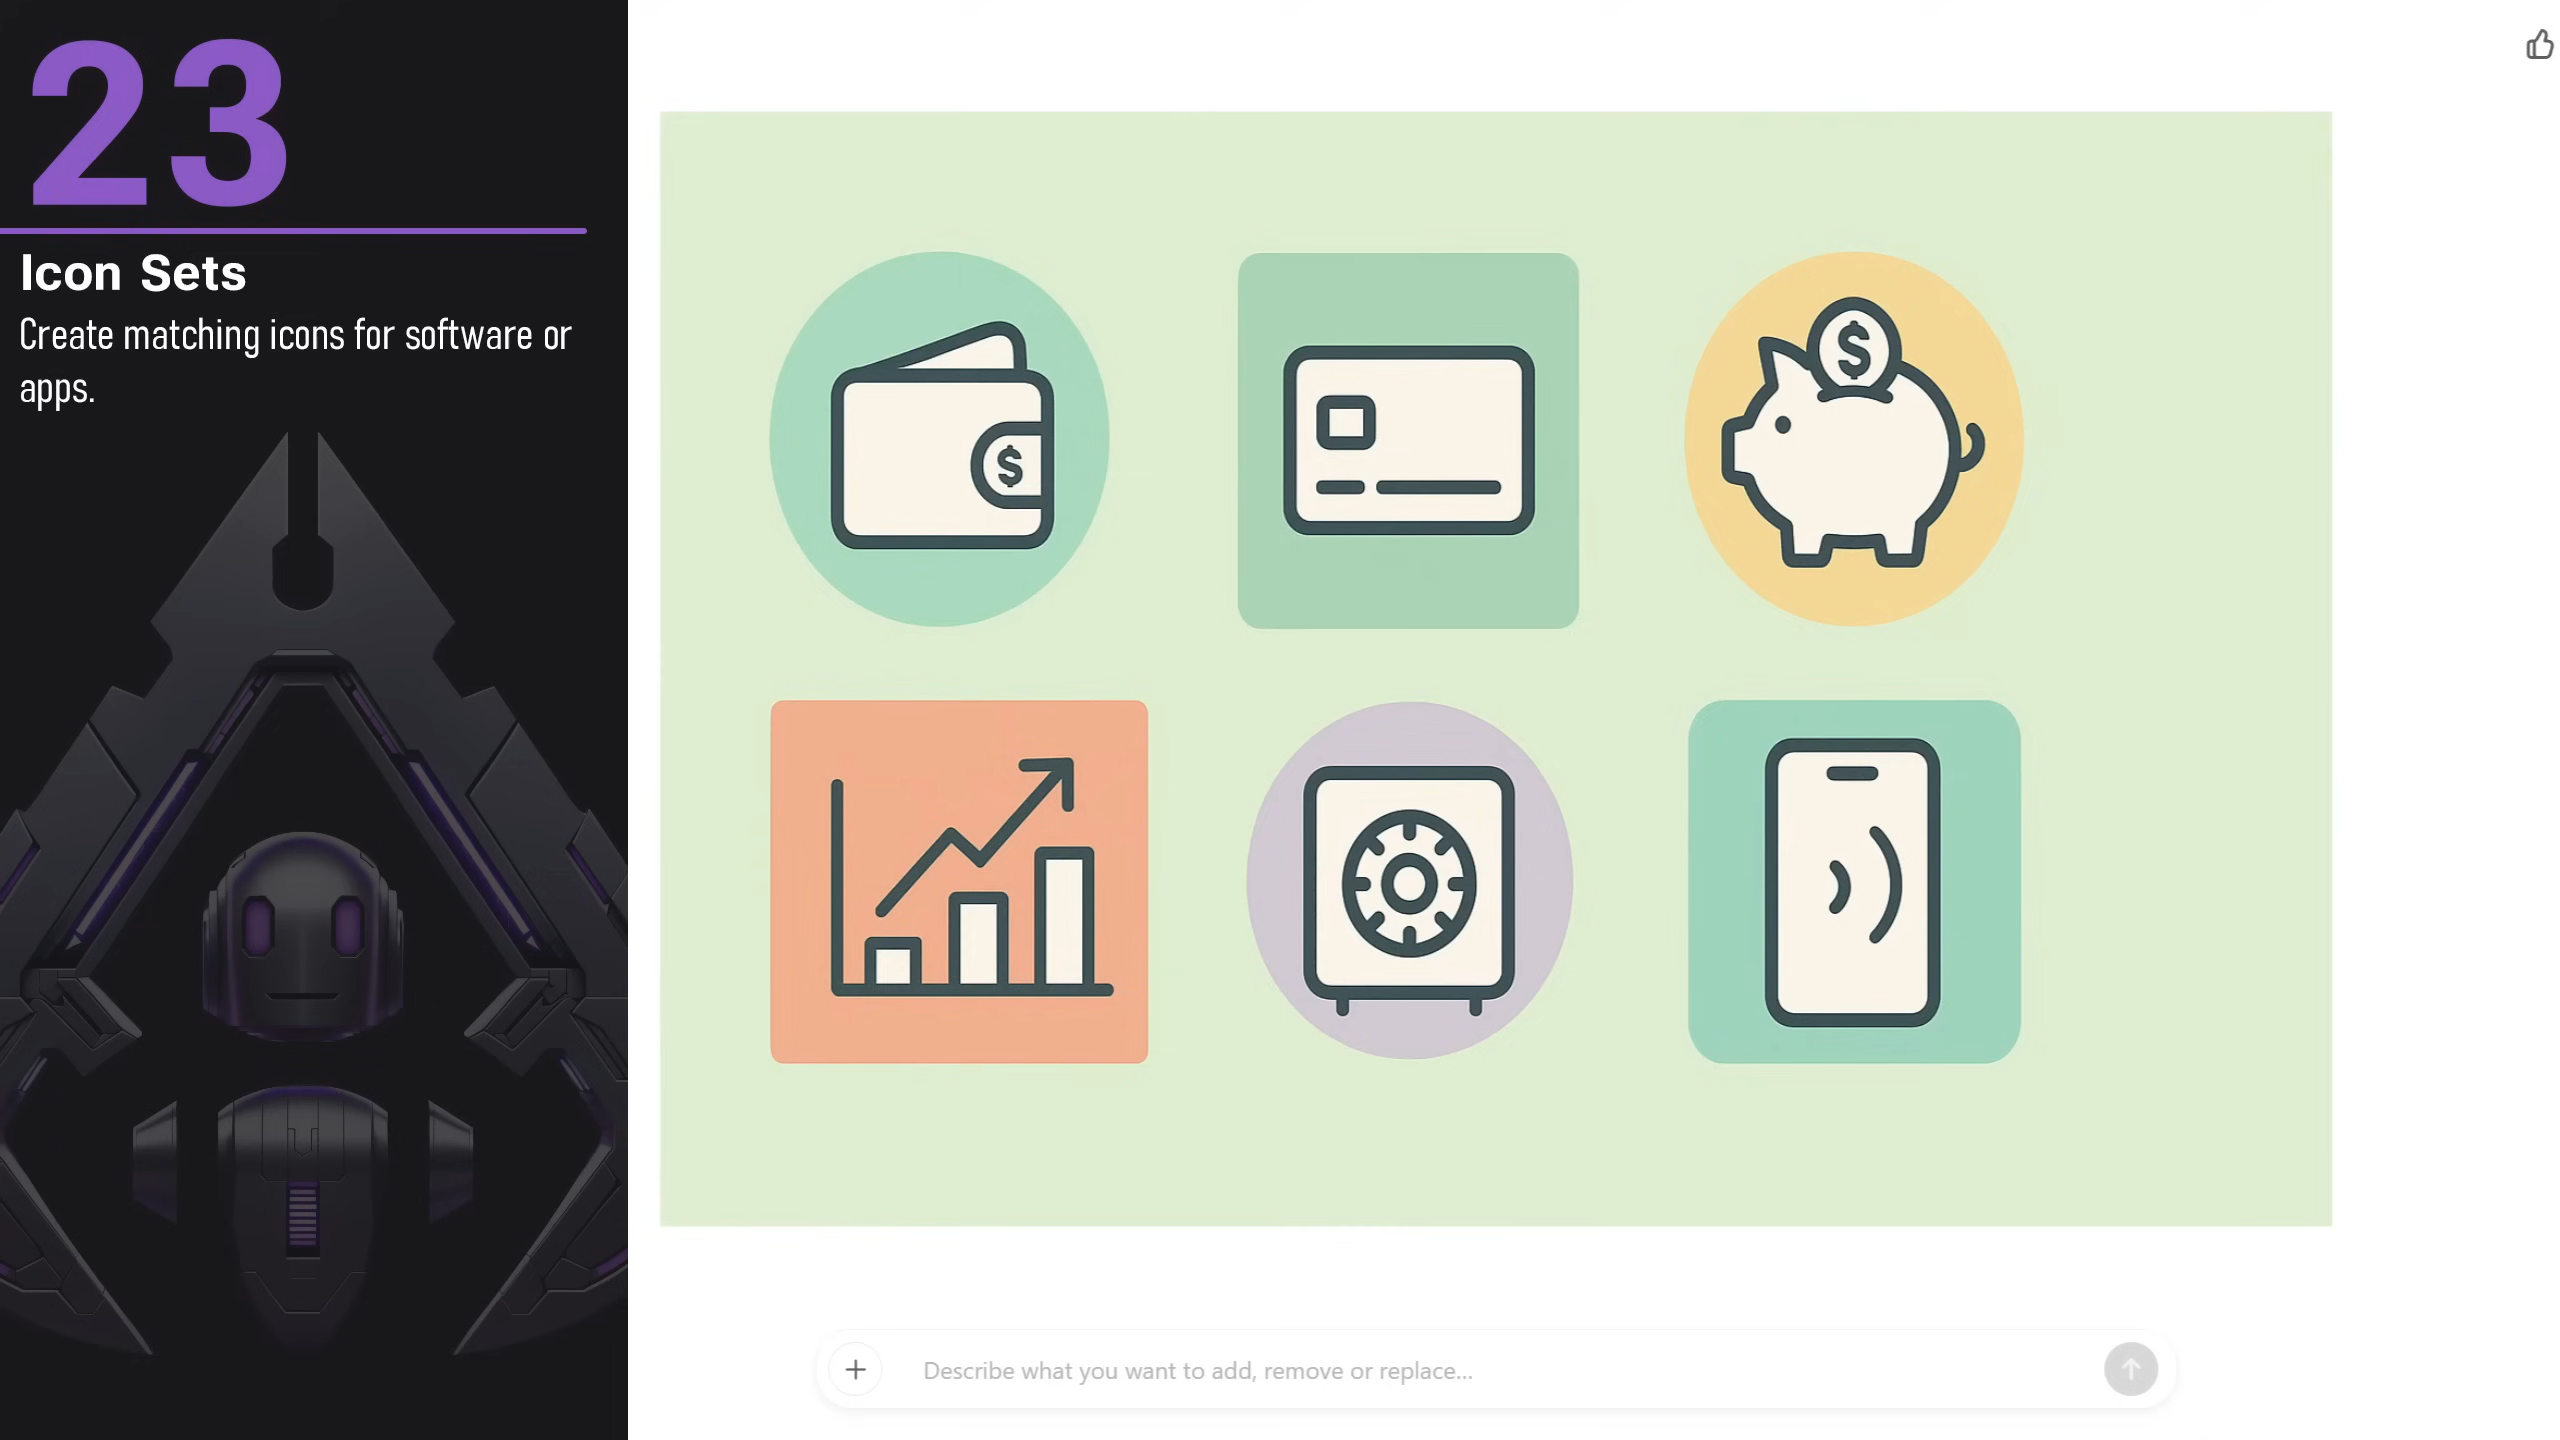 23
Icon Sets
Create matching icons for software or
apps.
$
$
Describe what you want to add, remove or replace...